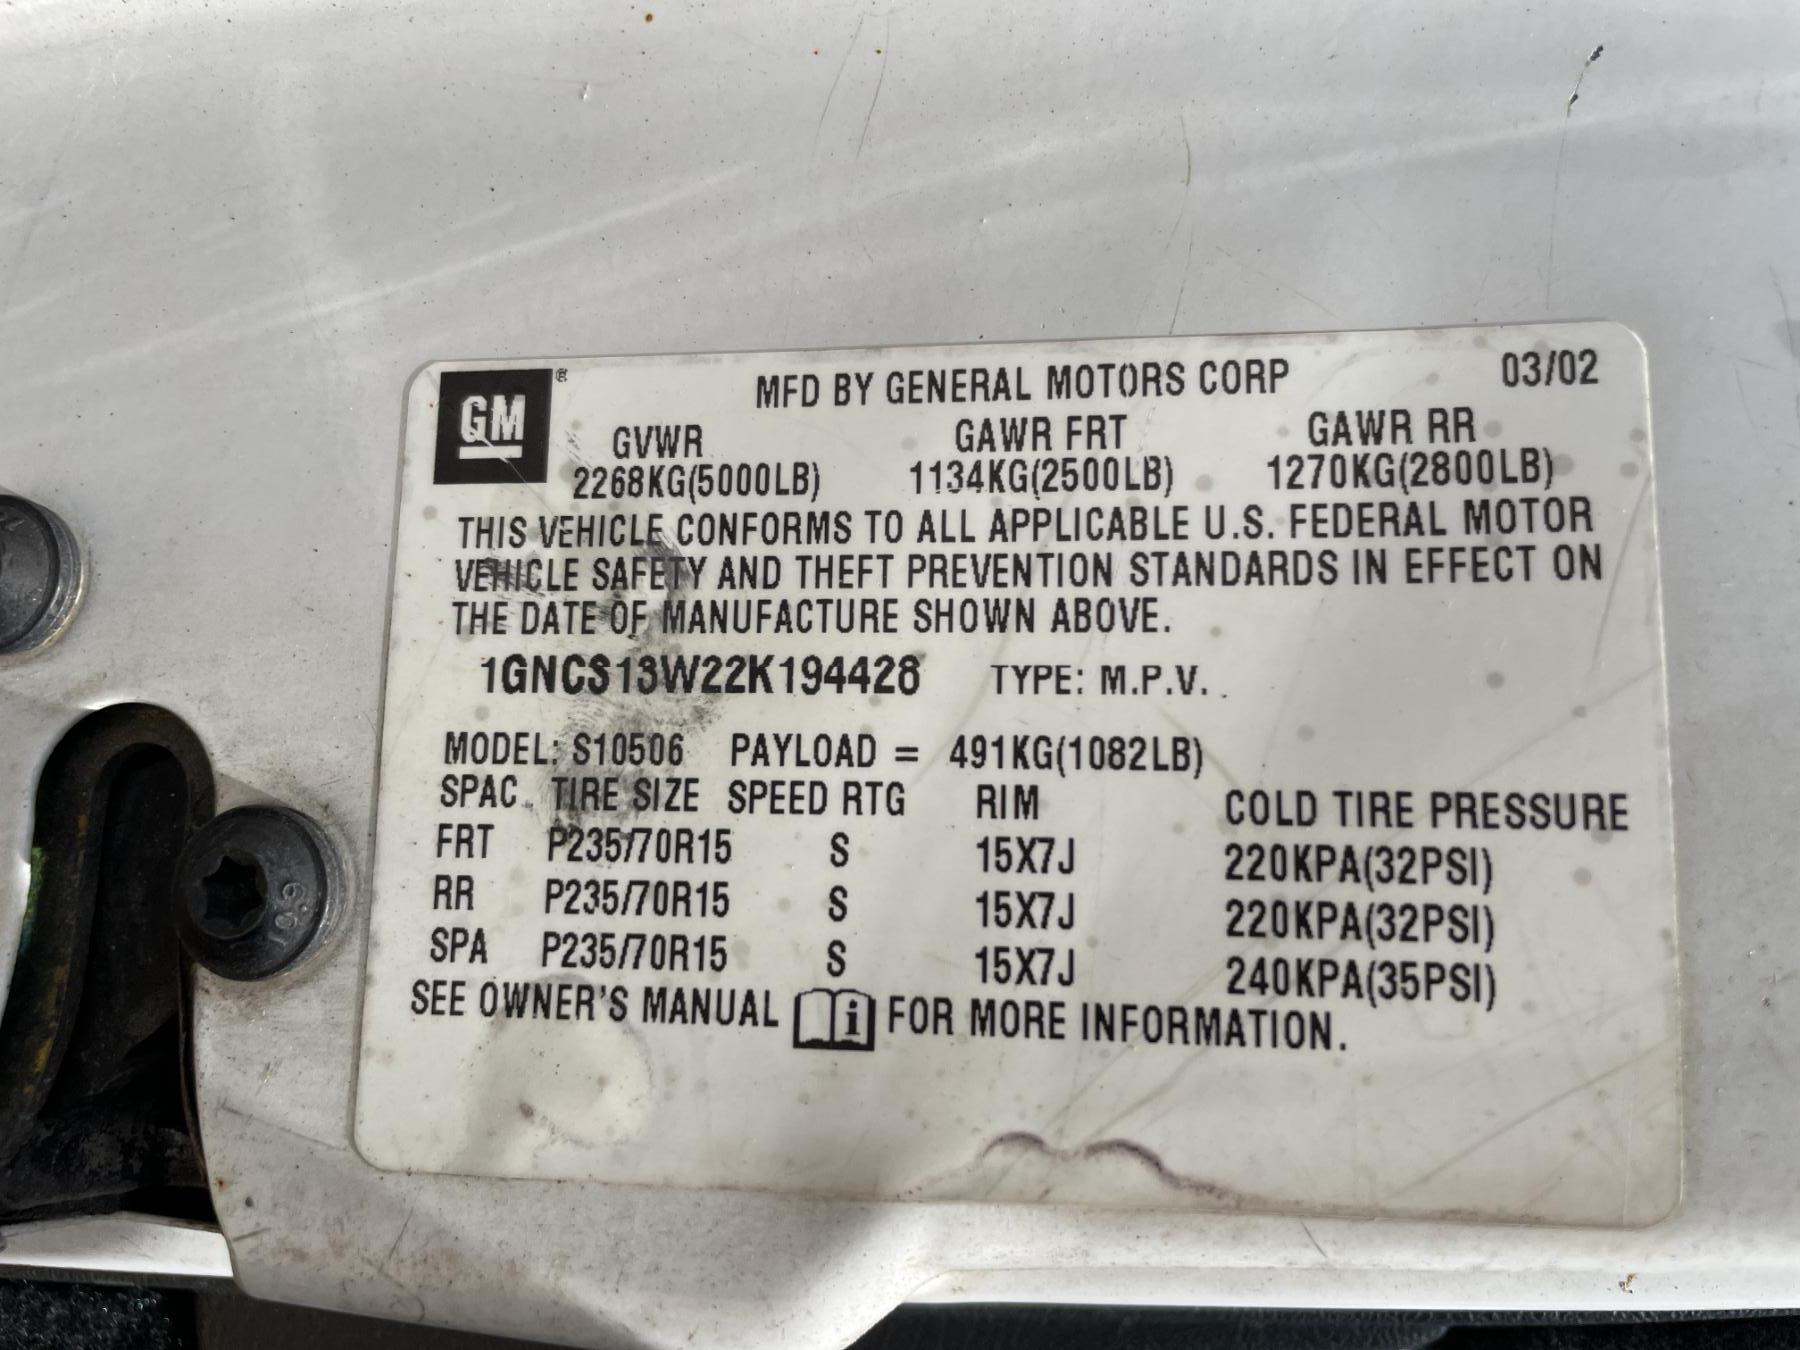 GM ® MFD BY GENERAL MOTORS CORP 03/02
GVWR GAWR FRT GAWR RR
2268KG(5000LB) 1134KG(2500LB) 1270KG(2800LB)
THIS VEHICLE CONFORMS TO ALL APPLICABLE U.S. FEDERAL MOTOR
VEHICLE SAFETY AND THEFT PREVENTION STANDARDS IN EFFECT ON
THE DATE OF MANUFACTURE SHOWN ABOVE.
1GNCS13W22K194428 TYPE: M.P.V.
MODEL: S10506 PAYLOAD = 491KG(1082LB)
SPAC TIRE SIZE SPEED RTG RIM COLD TIRE PRESSURE
FRT P235/70R15 S 15X7J 220KPA(32PSI)
RR P235/70R15 S 15X7J 220KPA(32PSI)
SPA P235/70R15 S 15X7J 240KPA(35PSI)
SEE OWNER'S MANUAL i FOR MORE INFORMATION.